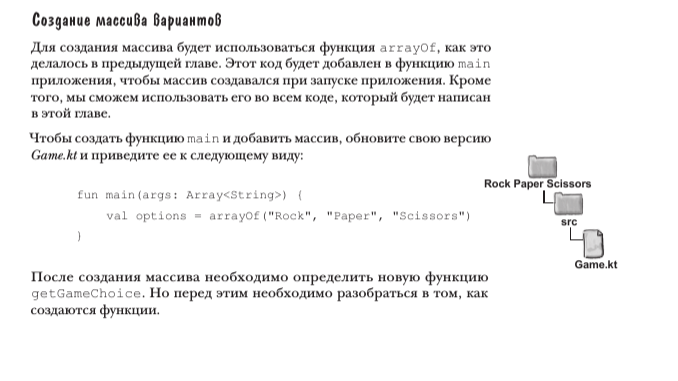 Создание массива вариантов
Для создания массива будет использоваться функция arrayOf, как это
делалось в предыдущей главе. Этот код будет добавлен в функцию main
приложения, чтобы массив создавался при запуске приложения. Кроме
того, мы сможем использовать его во всем коде, который будет написан
в этой главе.
Чтобы создать функцию main и добавить массив, обновите свою версию
Game.kt и приведите ее к следующему виду:
fun main(args: Array<String>) {
val options = arrayOf("Rock", "Paper", "Scissors")
}
Rock Paper Scissors
src
Game.kt
После создания массива необходимо определить новую функцию
getGameChoice. Но перед этим необходимо разобраться в том, как
создаются функции.